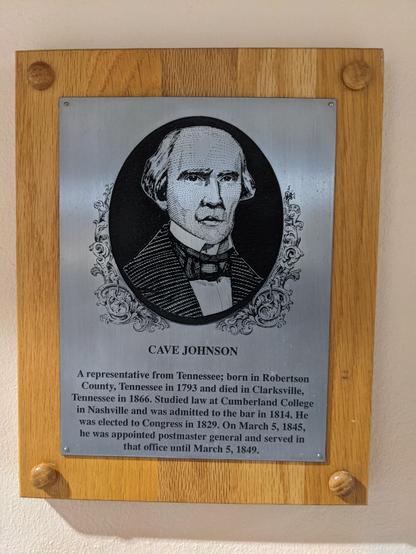 CAVE JOHNSON
A representative from Tennessee; born in Robertson
County, Tennessee in 1793 and died in Clarksville,
Tennessee in 1866. Studied law at Cumberland College
in Nashville and was admitted to the bar in 1814. He
was elected to Congress in 1829. On March 5, 1845,
he was appointed postmaster general and served in
that office until March 5, 1849.